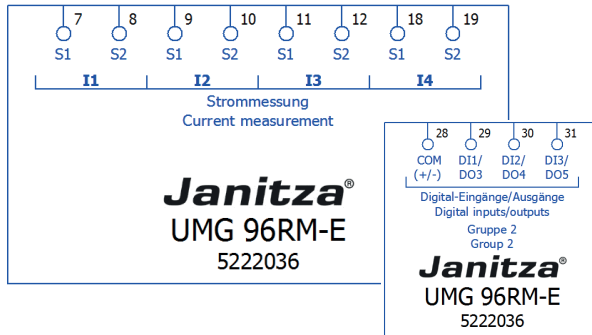 7 8 9 10 11 12 18 19
S1 S2 S1 S2 S1 S2 S1 S2
I1 I2 I3 I4
Strommessung
Current measurement
Janitza®
UMG 96RM-E
5222036
28 29 30 31
COM DI1/ DI2/ DI3/
(+/-) DO3 DO4 DO5
Digital-Eingänge/Ausgänge
Digital inputs/outputs
Gruppe 2
Group 2
Janitza®
UMG 96RM-E
5222036